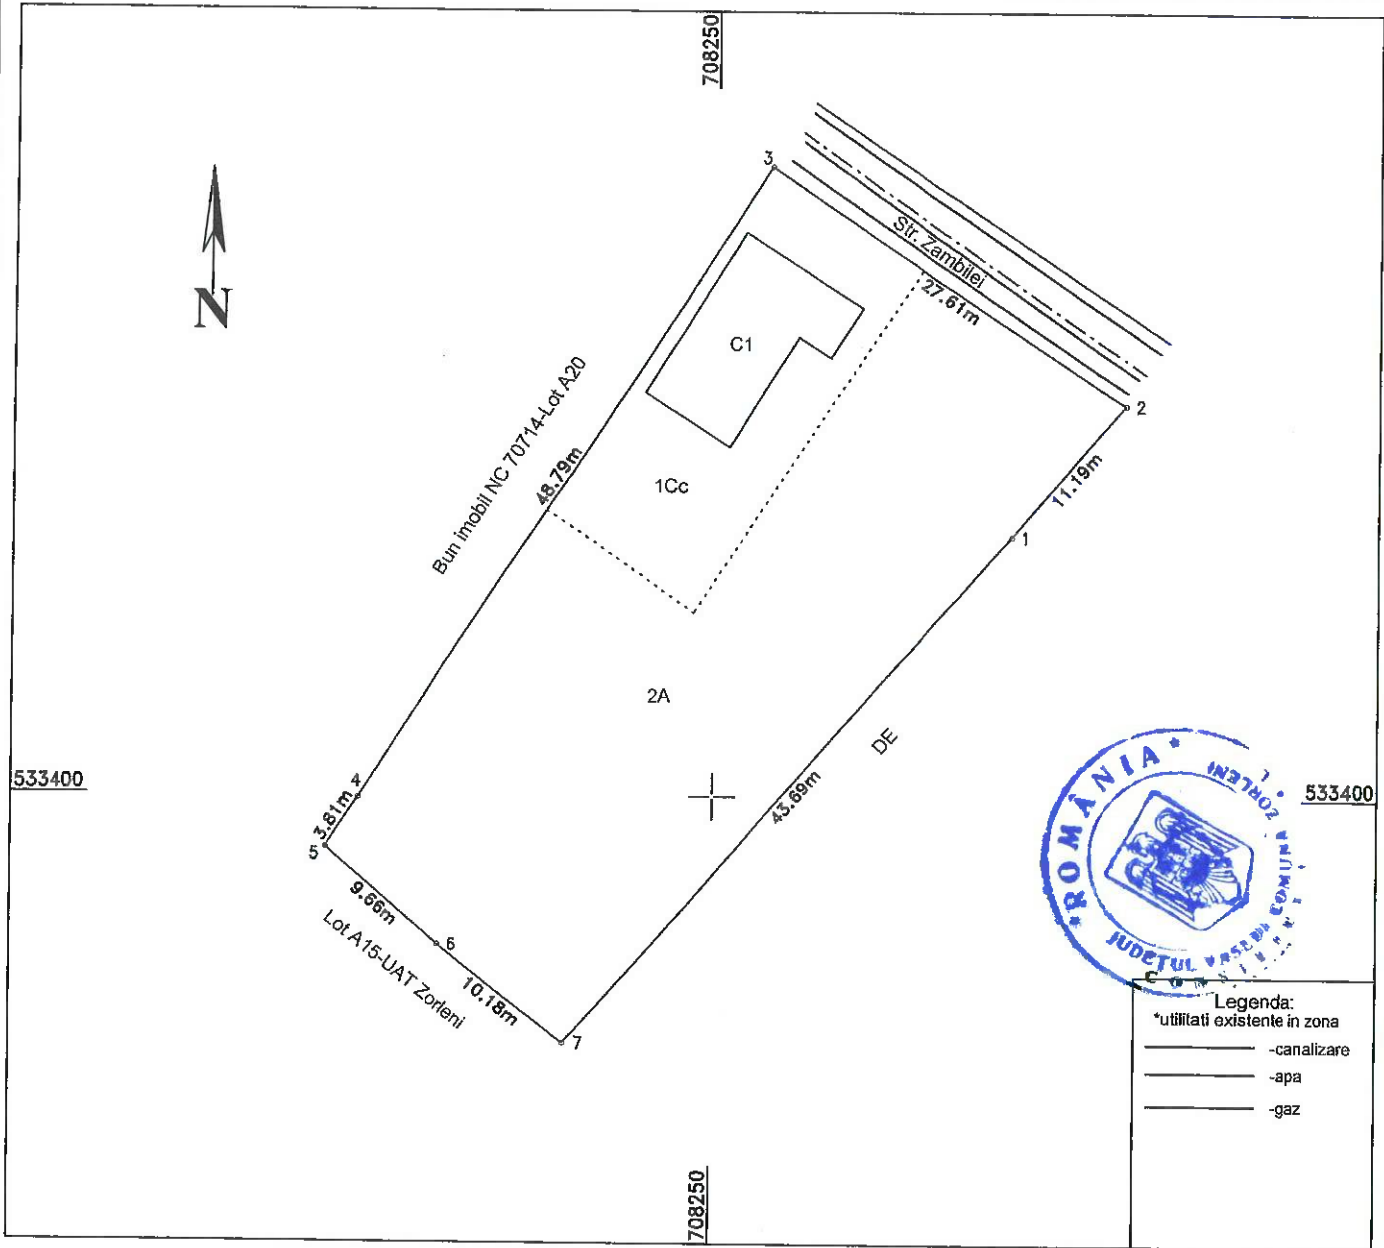 708250
3
Str. Zambilei
27.61m
N
C1
2
Bun imobil NC 70714-Lot A20
48.79m
1Cc
11.19m
1
2A
DE
533400
4
43.69m
533400
3.81m
5
9.66m
6
Lot A15-UAT Zorleni
10.18m
7
*ROMÂNIA*
JUDEŢUL
COMUNA ZORLENI
Legenda:
*utilitati existente in zona
-canalizare
-apa
-gaz
708250